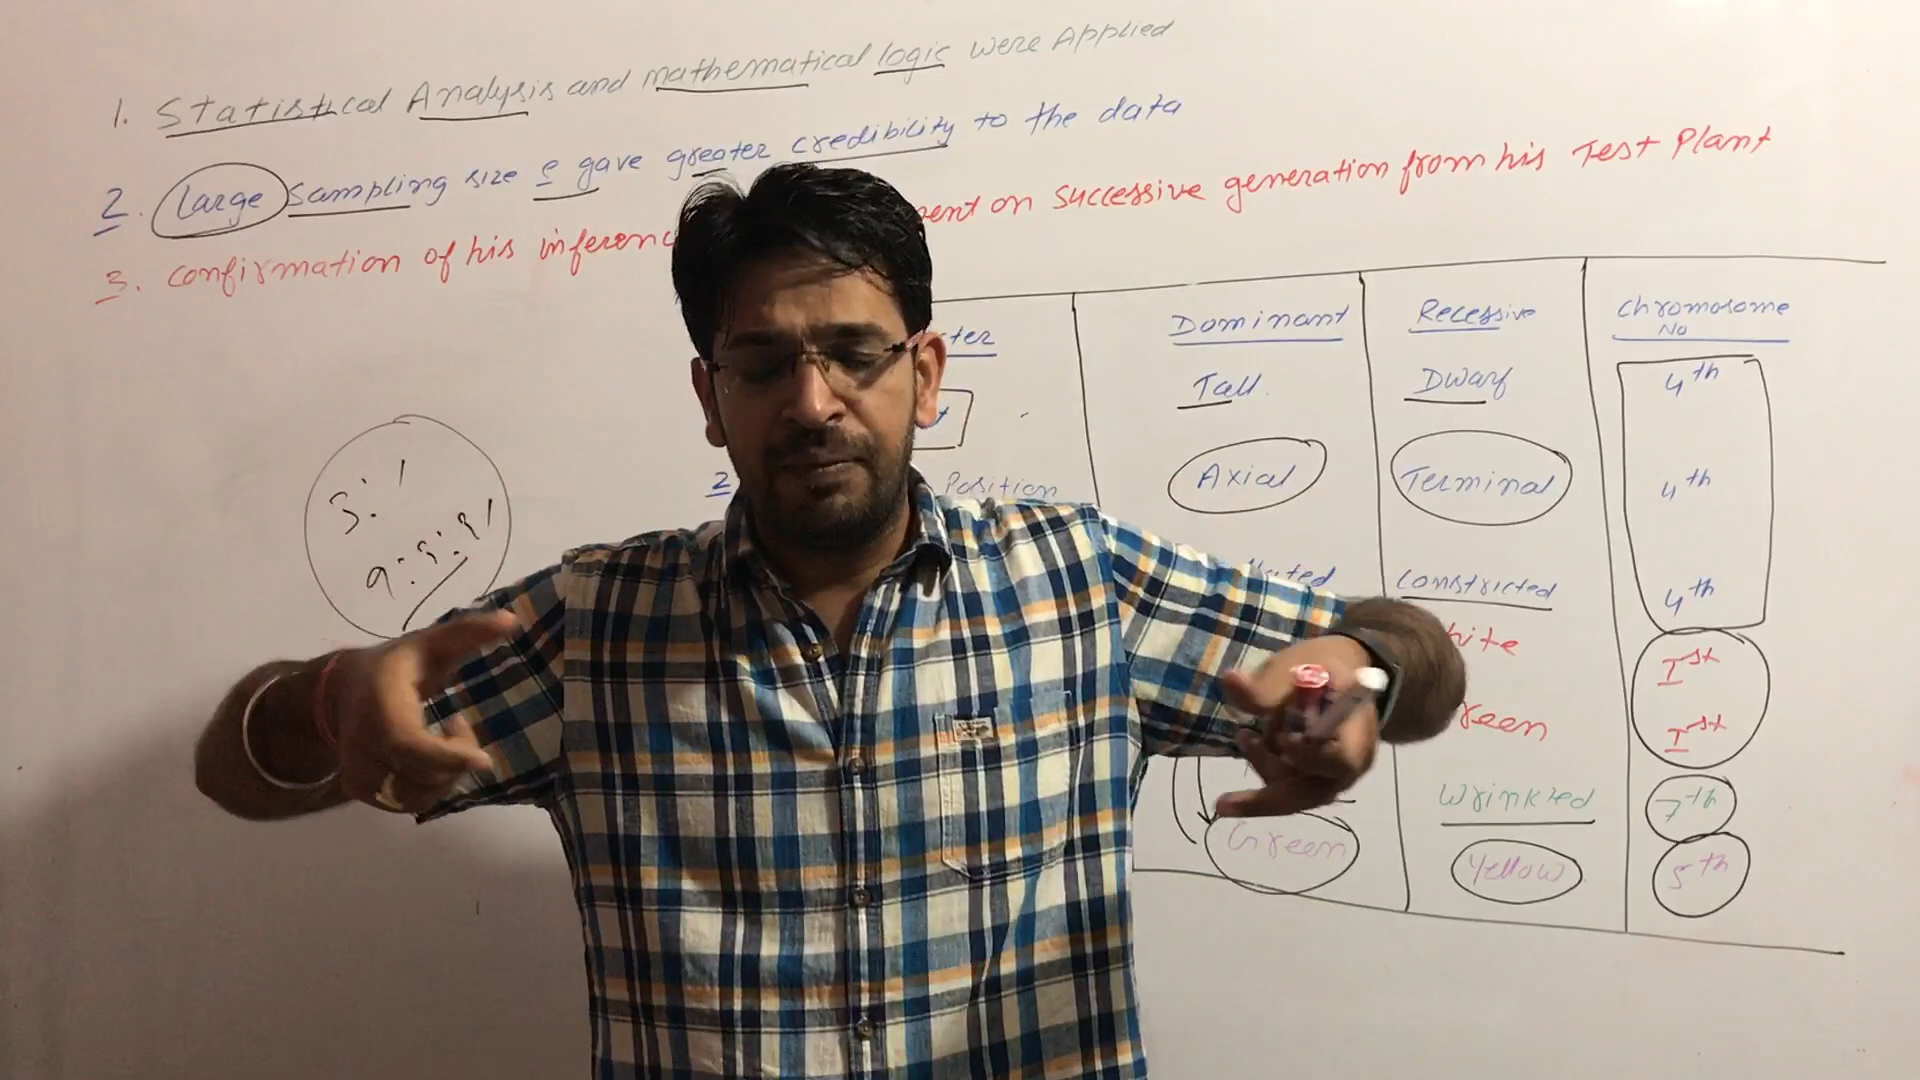 1. Statistical Analysis and mathematical logic were Applied
2. Large sampling size e gave greater credibility to the data
3. confirmation of his inferenc ent on successive generation from his Test Plant
ter Dominant Recessive Chromosome No
Tall Dwarf 4th
2 Position Axial Terminal 4th
ated constricted 4th
ite Ist
reen Ist
Wrinkled 7th
Green Yellow 5th
3:1
9:3:3:1